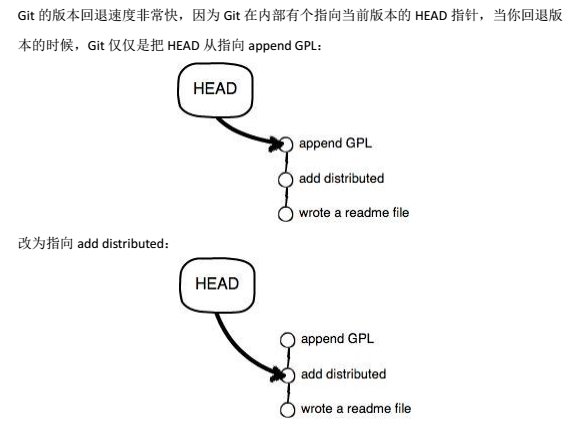 Git 的版本回退速度非常快，因为 Git 在内部有个指向当前版本的 HEAD 指针，当你回退版
本的时候，Git 仅仅是把 HEAD 从指向 append GPL：
HEAD
append GPL
add distributed
wrote a readme file
改为指向 add distributed：
HEAD
append GPL
add distributed
wrote a readme file